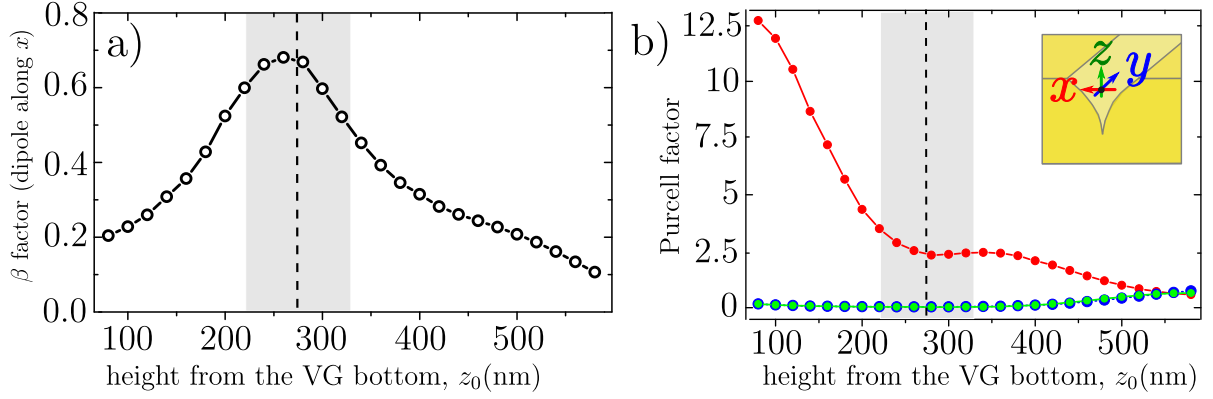 a)
0.8
0.6
0.4
0.2
0.0
β factor (dipole along x)
100 200 300 400 500
height from the VG bottom, z₀(nm)
b)
12.5
10
7.5
5
2.5
0
Purcell factor
100 200 300 400 500
height from the VG bottom, z₀(nm)
z
y
x